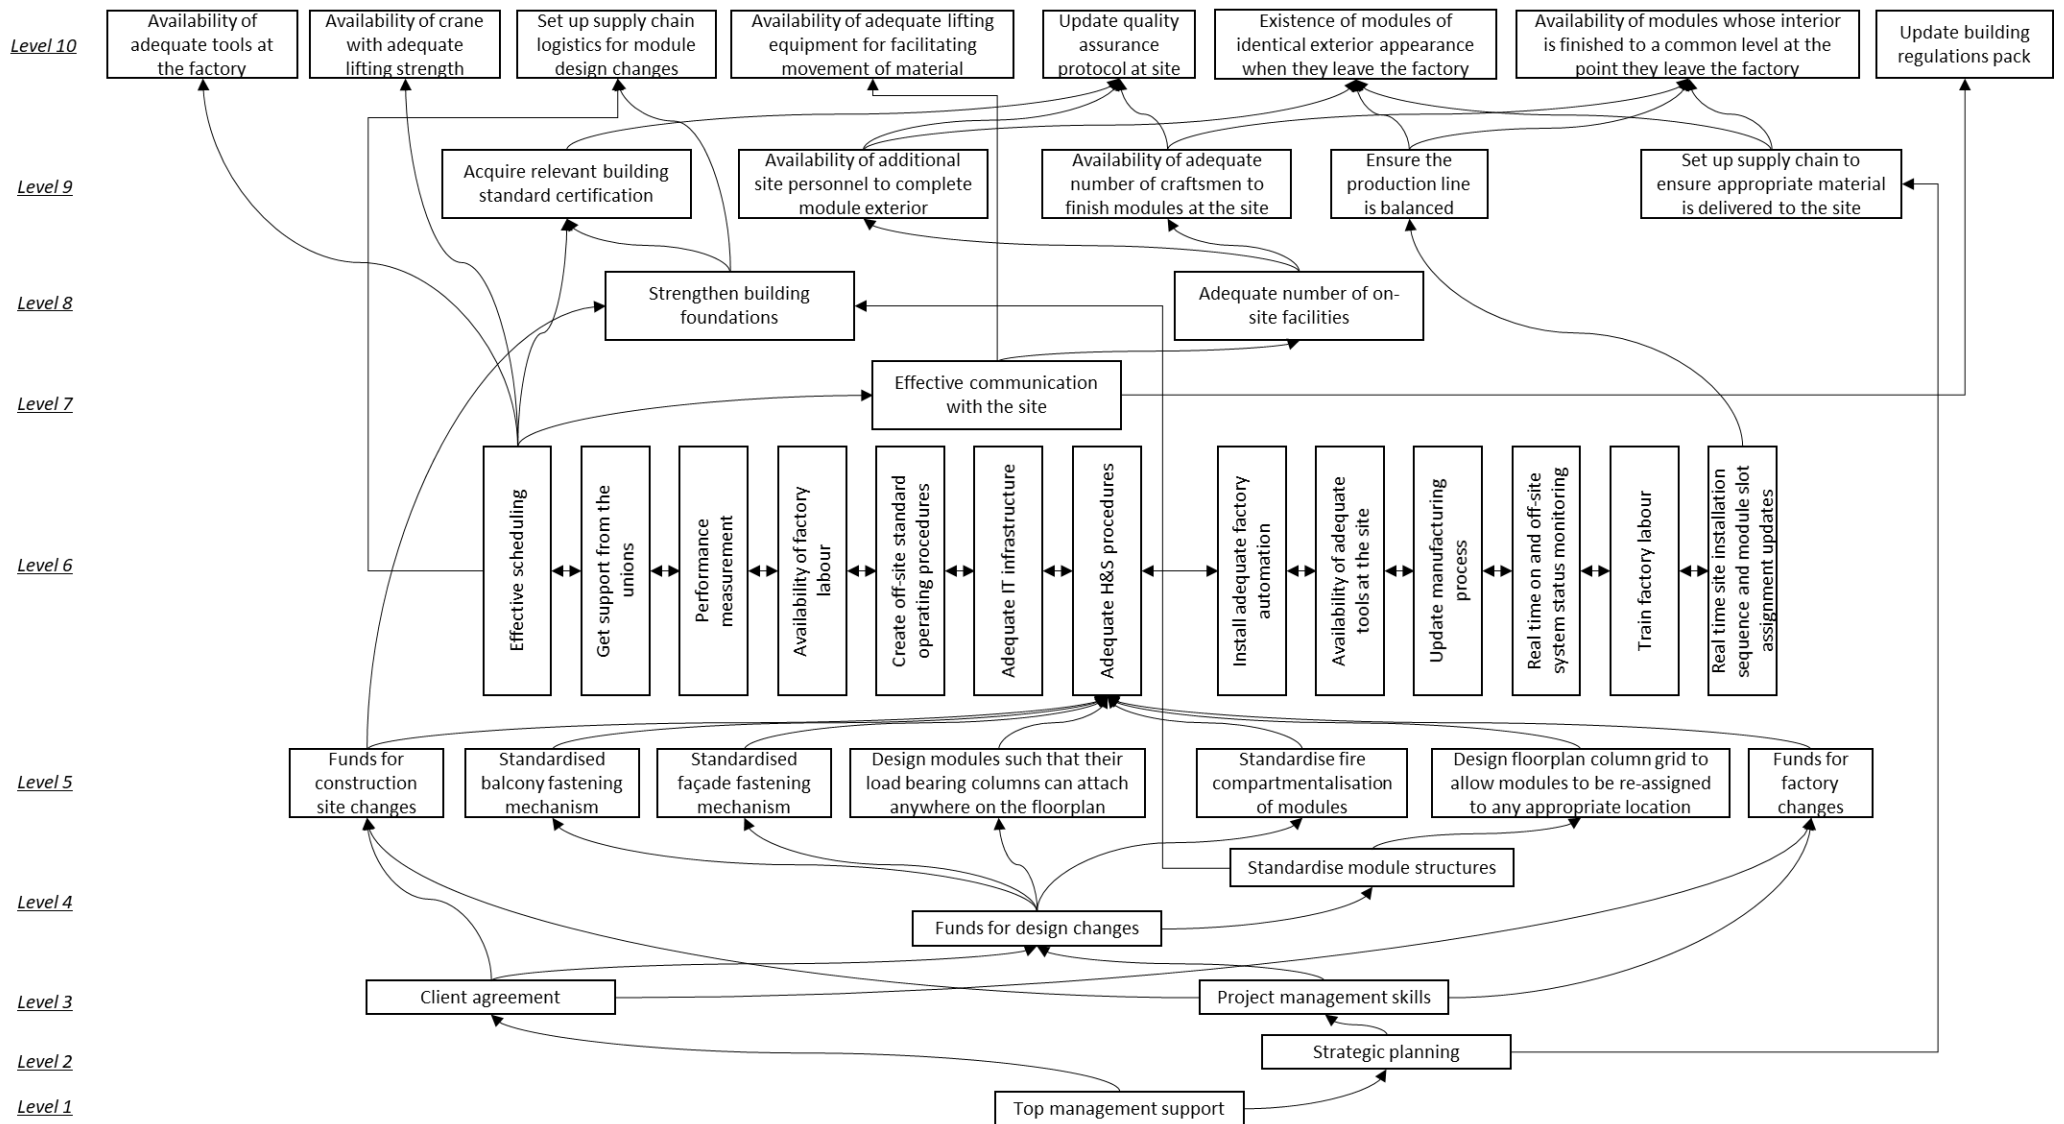 Level 10
Availability of
adequate tools at
the factory
Availability of crane
with adequate
lifting strength
Set up supply chain
logistics for module
design changes
Availability of adequate lifting
equipment for facilitating
movement of material
Update quality
assurance
protocol at site
Existence of modules of
identical exterior appearance
when they leave the factory
Availability of modules whose interior
is finished to a common level at the
point they leave the factory
Update building
regulations pack
Level 9
Acquire relevant building
standard certification
Availability of additional
site personnel to complete
module exterior
Availability of adequate
number of craftsmen to
finish modules at the site
Ensure the
production line
is balanced
Set up supply chain to
ensure appropriate material
is delivered to the site
Level 8
Strengthen building
foundations
Adequate number of on-
site facilities
Level 7
Effective communication
with the site
Level 6
Effective scheduling
Get support from the
unions
Performance
measurement
Availability of factory
labour
Create off-site standard
operating procedures
Adequate IT infrastructure
Adequate H&S procedures
Install adequate factory
automation
Availability of adequate
tools at the site
Update manufacturing
process
Real time on and off-site
system status monitoring
Train factory labour
Real time site installation
sequence and module slot
assignment updates
Level 5
Funds for
construction
site changes
Standardised
balcony fastening
mechanism
Standardised
façade fastening
mechanism
Design modules such that their
load bearing columns can attach
anywhere on the floorplan
Standardise fire
compartmentalisation
of modules
Design floorplan column grid to
allow modules to be re-assigned
to any appropriate location
Funds for
factory
changes
Level 4
Standardise module structures
Funds for design changes
Level 3
Client agreement
Project management skills
Level 2
Strategic planning
Level 1
Top management support